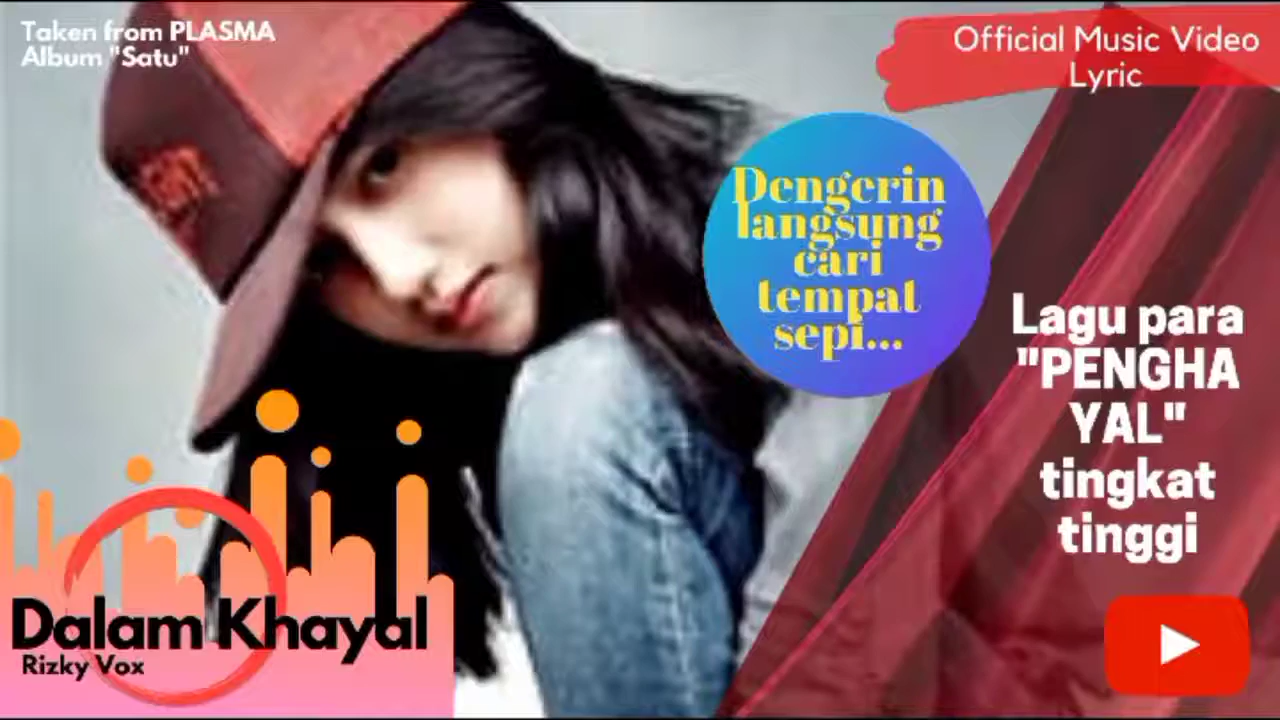 Taken from PLASMA
Album "Satu"
Official Music Video
Lyric
Dengerin
langsung
cari
tempat
sepi...
Lagu para
"PENGHA
YAL"
tingkat
tinggi
Dalam Khayal
Rizky Vox